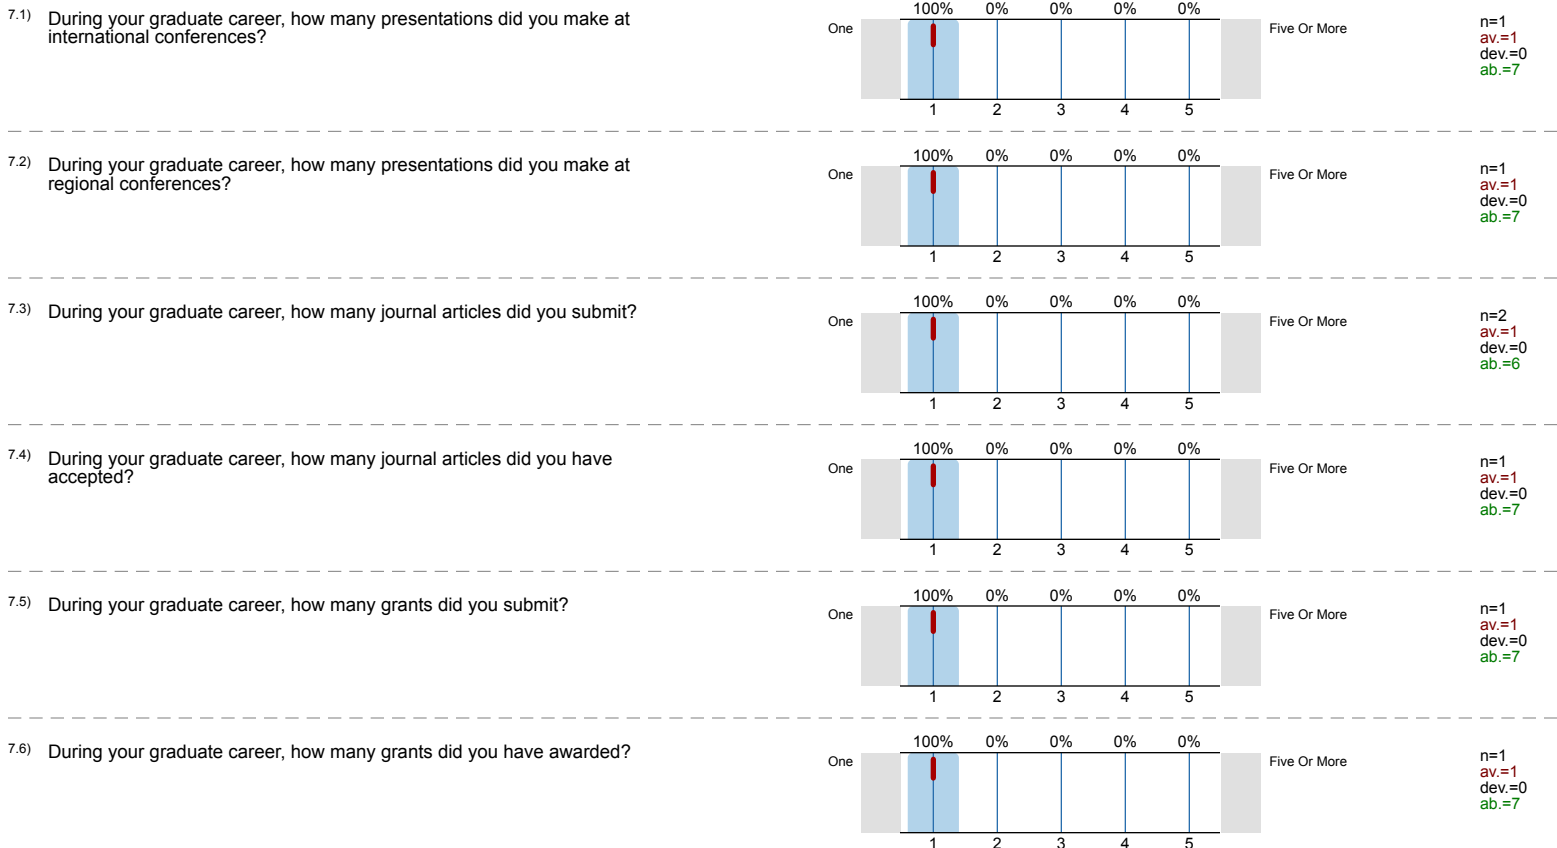 7.1) During your graduate career, how many presentations did you make at
international conferences?
100% 0% 0% 0% 0%
One
Five Or More
1 2 3 4 5
n=1
av.=1
dev.=0
ab.=7
7.2) During your graduate career, how many presentations did you make at
regional conferences?
100% 0% 0% 0% 0%
One
Five Or More
1 2 3 4 5
n=1
av.=1
dev.=0
ab.=7
7.3) During your graduate career, how many journal articles did you submit?
100% 0% 0% 0% 0%
One
Five Or More
1 2 3 4 5
n=2
av.=1
dev.=0
ab.=6
7.4) During your graduate career, how many journal articles did you have
accepted?
100% 0% 0% 0% 0%
One
Five Or More
1 2 3 4 5
n=1
av.=1
dev.=0
ab.=7
7.5) During your graduate career, how many grants did you submit?
100% 0% 0% 0% 0%
One
Five Or More
1 2 3 4 5
n=1
av.=1
dev.=0
ab.=7
7.6) During your graduate career, how many grants did you have awarded?
100% 0% 0% 0% 0%
One
Five Or More
1 2 3 4 5
n=1
av.=1
dev.=0
ab.=7